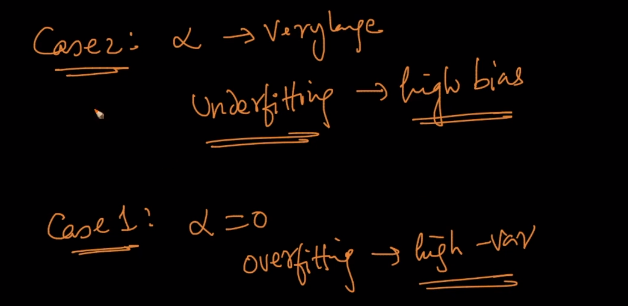 Case 2: α → Very large
Underfitting → high bias
Case 1: α = 0
overfitting → high - var